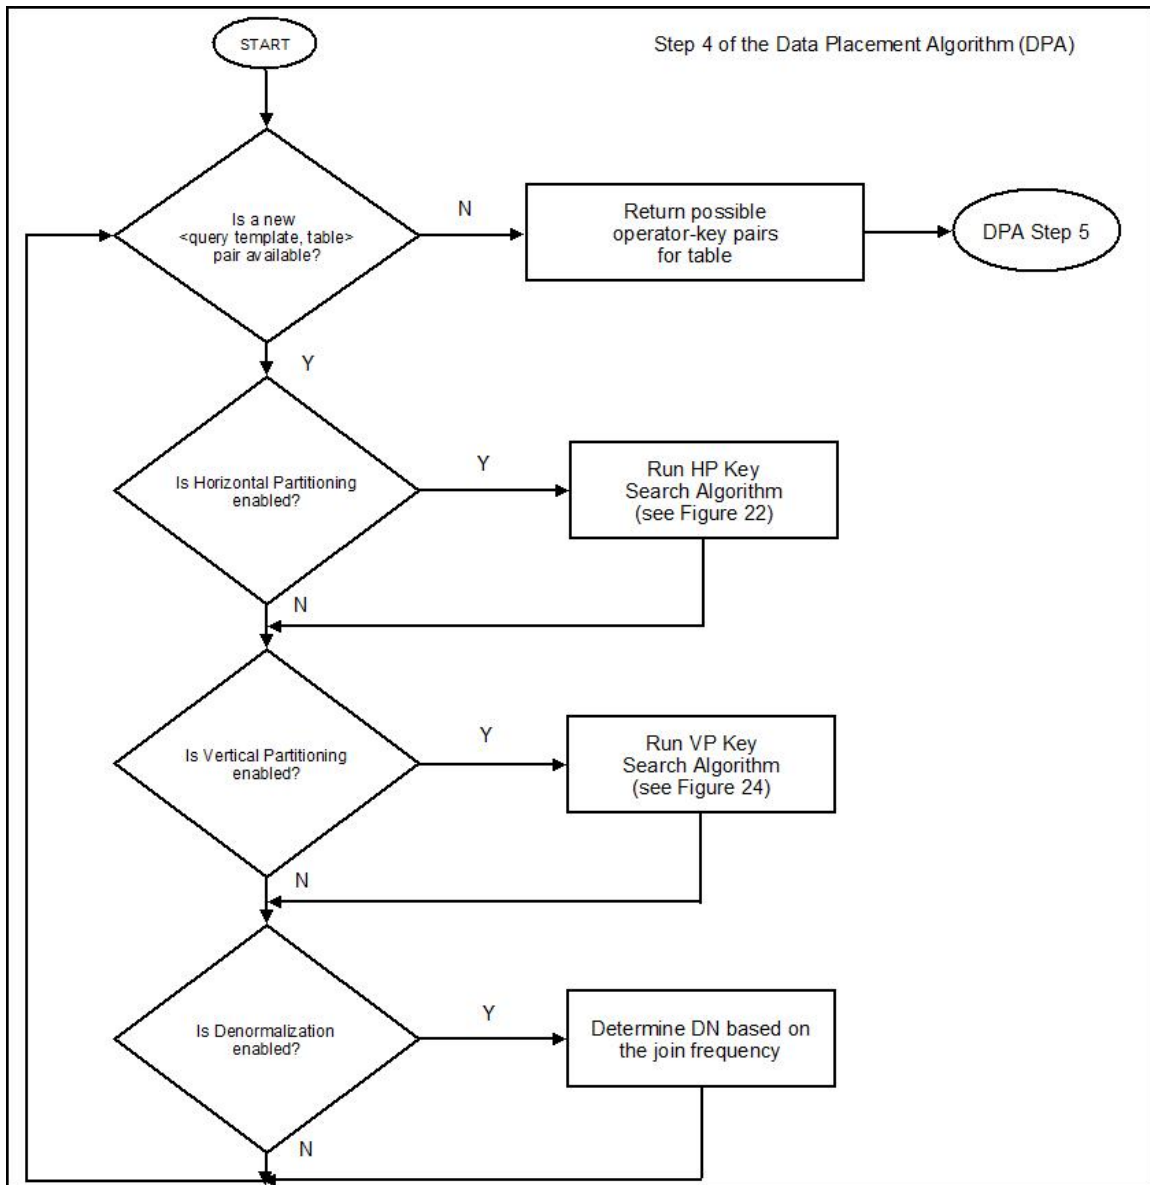 START
Step 4 of the Data Placement Algorithm (DPA)
Is a new
<query template, table>
pair available?
N
Return possible
operator-key pairs
for table
DPA Step 5
Y
Is Horizontal Partitioning
enabled?
Y
Run HP Key
Search Algorithm
(see Figure 22)
N
Is Vertical Partitioning
enabled?
Y
Run VP Key
Search Algorithm
(see Figure 24)
N
Is Denormalization
enabled?
Y
Determine DN based on
the join frequency
N